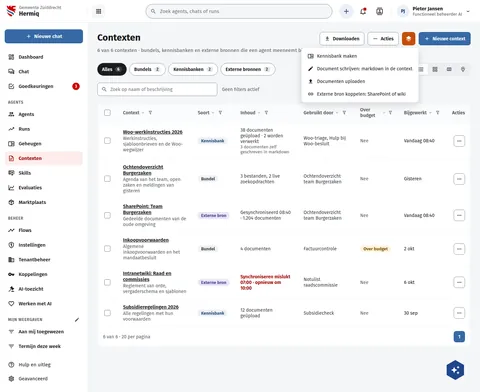 Gemeente Zuiddrecht
Hermiq
Zoek agents, chats of runs
Pieter Jansen
Functioneel beheerder AI
Nieuwe chat
Dashboard
Chat
Goedkeuringen
AGENTS
Agents
Runs
Geheugen
Contexten
Skills
Evaluaties
Marktplaats
BEHEER
Flows
Instellingen
Tenantbeheer
Koppelingen
AI-toezicht
Werken met AI
MIJN WEERGAVEN
Aan mij toegewezen
Termijn deze week
Hulp en uitleg
Geavanceerd
Contexten
6 van 6 contexten · bundels, kennisbanken en externe bronnen die een agent meeneemt
Downloaden
Acties
Nieuwe context
Kennisbank maken
Document schrijven: markdown in de context
Documenten uploaden
Externe bron koppelen: SharePoint of wiki
Alles 6
Bundels
Kennisbanken
Externe bronnen
Zoek op naam of beschrijving
Geen filters actief
Context
Soort
Inhoud
Gebruikt door
Over budget
Bijgewerkt
Acties
Woo-werkinstructies 2026
Werkinstructies, sjabloonbrieven en de Woo-wegwijzer
Kennisbank
38 documenten geüpload · 2 worden verwerkt
3 documenten zelf geschreven in markdown
Woo-triage, Hulp bij Woo-besluit
Nee
Vandaag 08:40
Ochtendoverzicht Burgerzaken
Agenda van het team, open zaken en meldingen van gisteren
Bundel
3 bestanden, 2 live zoekopdrachten
Ochtendoverzicht team Burgerzaken
Nee
Gisteren
SharePoint: Team Burgerzaken
Gedeelde documenten van de oude omgeving
Externe bron
Gesynchroniseerd 08:40 · 1.204 documenten
Ochtendoverzicht team Burgerzaken
Nee
Vandaag 08:40
Inkoopvoorwaarden
Algemene inkoopvoorwaarden en het mandaatbesluit
Bundel
4 documenten
Factuurcontrole
Over budget
2 okt
Intranetwiki: Raad en commissies
Reglement van orde, vergaderschema en sjablonen
Externe bron
Synchroniseren mislukt 07:00 · opnieuw om 10:00
Notulist raadscommissie
Nee
6 okt
Subsidieregelingen 2026
Alle regelingen met hun voorwaarden
Kennisbank
12 documenten geüpload
Subsidiecheck
Nee
30 sep
6 van 6 · 20 per pagina
1